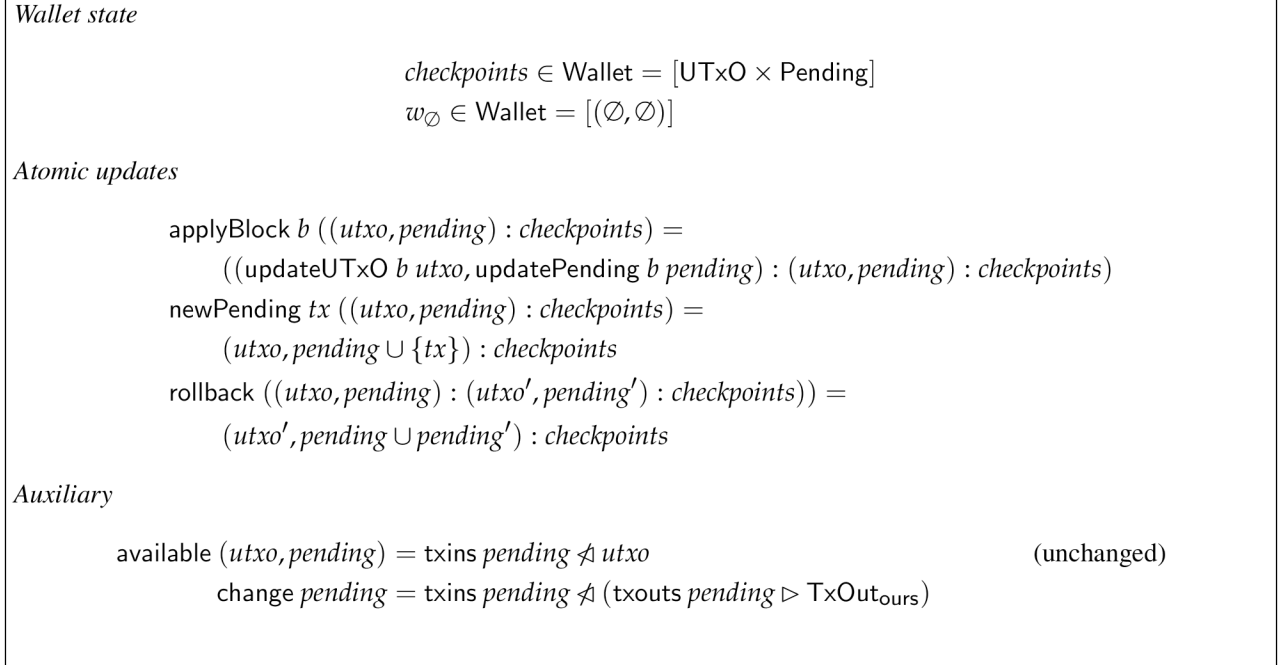 Wallet state
checkpoints ∈ Wallet = [UTxO × Pending]
w∅ ∈ Wallet = [(∅, ∅)]
Atomic updates
applyBlock b ((utxo, pending) : checkpoints) =
((updateUTxO b utxo, updatePending b pending) : (utxo, pending) : checkpoints)
newPending tx ((utxo, pending) : checkpoints) =
(utxo, pending ∪ {tx}) : checkpoints
rollback ((utxo, pending) : (utxo′, pending′) : checkpoints)) =
(utxo′, pending ∪ pending′) : checkpoints
Auxiliary
available (utxo, pending) = txins pending ⋪ utxo (unchanged)
change pending = txins pending ⋪ (txouts pending ▷ TxOut_ours)